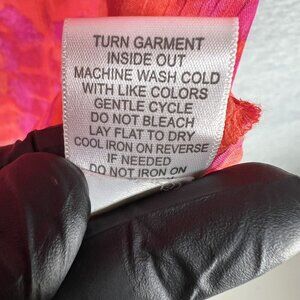 TURN GARMENT
INSIDE OUT
MACHINE WASH COLD
WITH LIKE COLORS
GENTLE CYCLE
DO NOT BLEACH
LAY FLAT TO DRY
COOL IRON ON REVERSE
IF NEEDED
DO NOT IRON ON